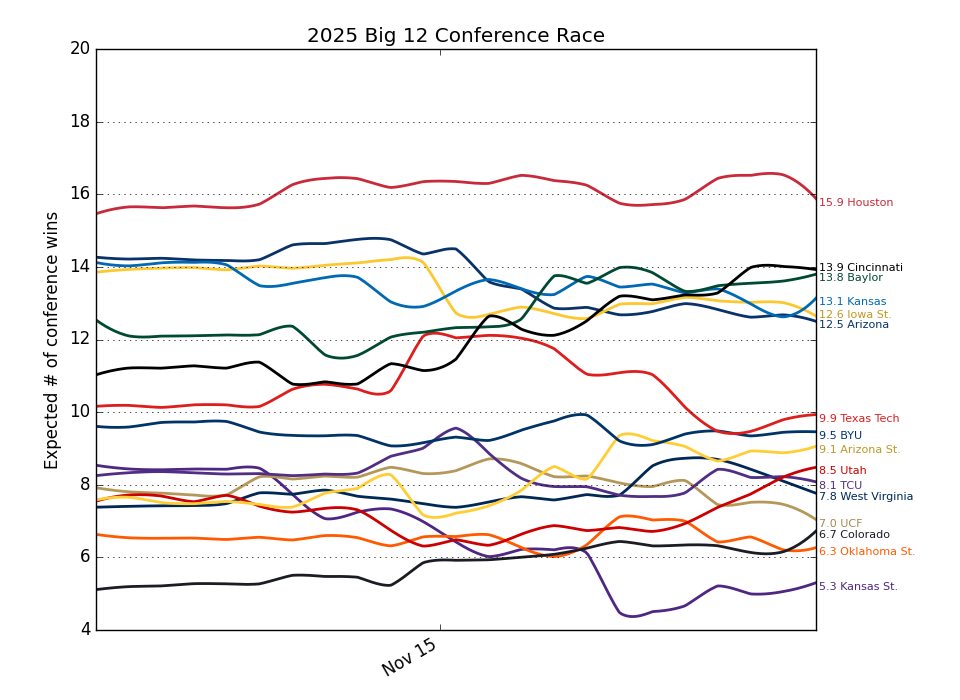 2025 Big 12 Conference Race
Expected # of conference wins
20
18
16
14
12
10
8
6
4
Nov 15
15.9 Houston
13.9 Cincinnati
13.8 Baylor
13.1 Kansas
12.6 Iowa St.
12.5 Arizona
9.9 Texas Tech
9.5 BYU
9.1 Arizona St.
8.5 Utah
8.1 TCU
7.8 West Virginia
7.0 UCF
6.7 Colorado
6.3 Oklahoma St.
5.3 Kansas St.